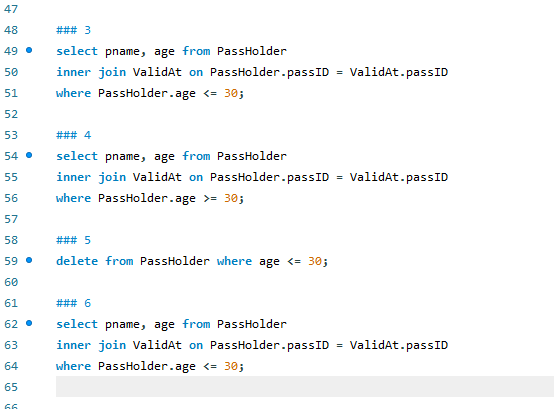 47
48 ### 3
49 select pname, age from PassHolder
50 inner join ValidAt on PassHolder.passID = ValidAt.passID
51 where PassHolder.age <= 30;
52
53 ### 4
54 select pname, age from PassHolder
55 inner join ValidAt on PassHolder.passID = ValidAt.passID
56 where PassHolder.age >= 30;
57
58 ### 5
59 delete from PassHolder where age <= 30;
60
61 ### 6
62 select pname, age from PassHolder
63 inner join ValidAt on PassHolder.passID = ValidAt.passID
64 where PassHolder.age <= 30;
65
66